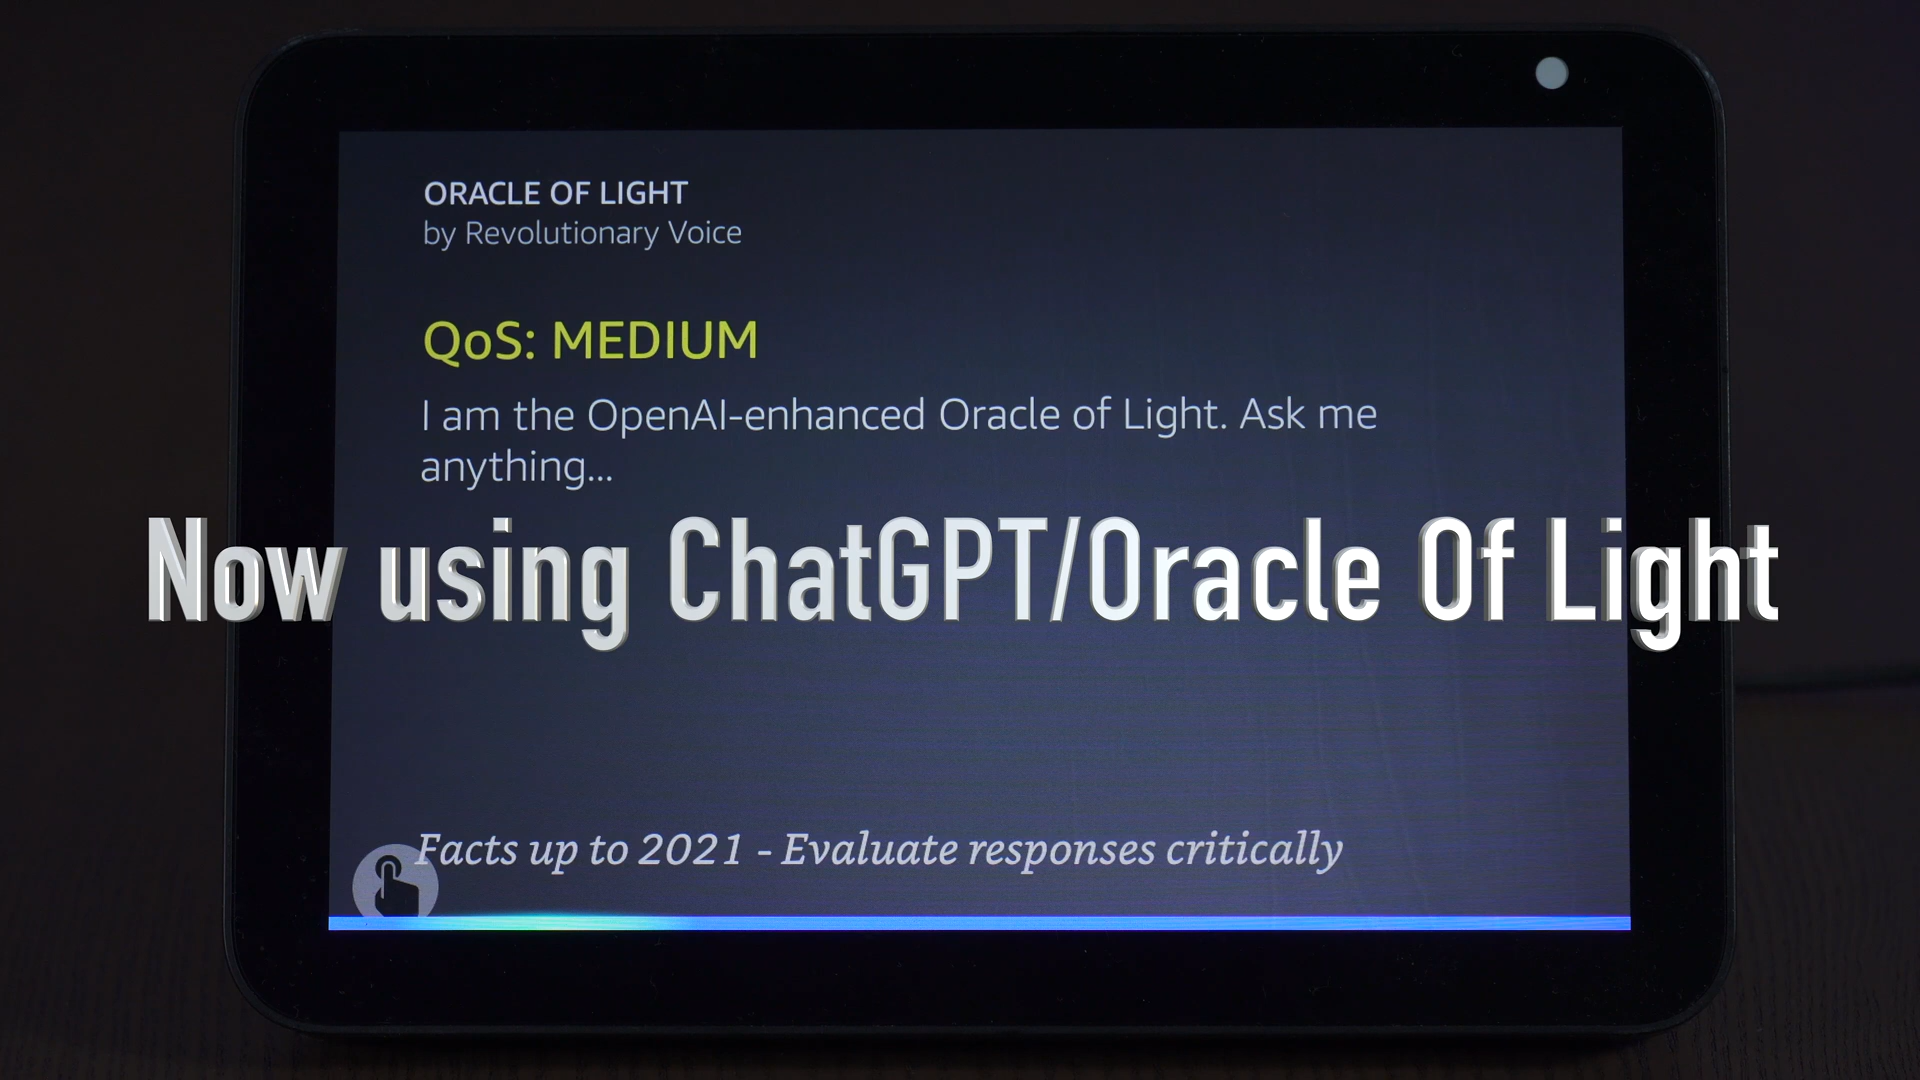 ORACLE OF LIGHT
by Revolutionary Voice
QoS: MEDIUM
I am the OpenAI-enhanced Oracle of Light. Ask me
anything...
Now using ChatGPT/Oracle Of Light
Facts up to 2021 - Evaluate responses critically